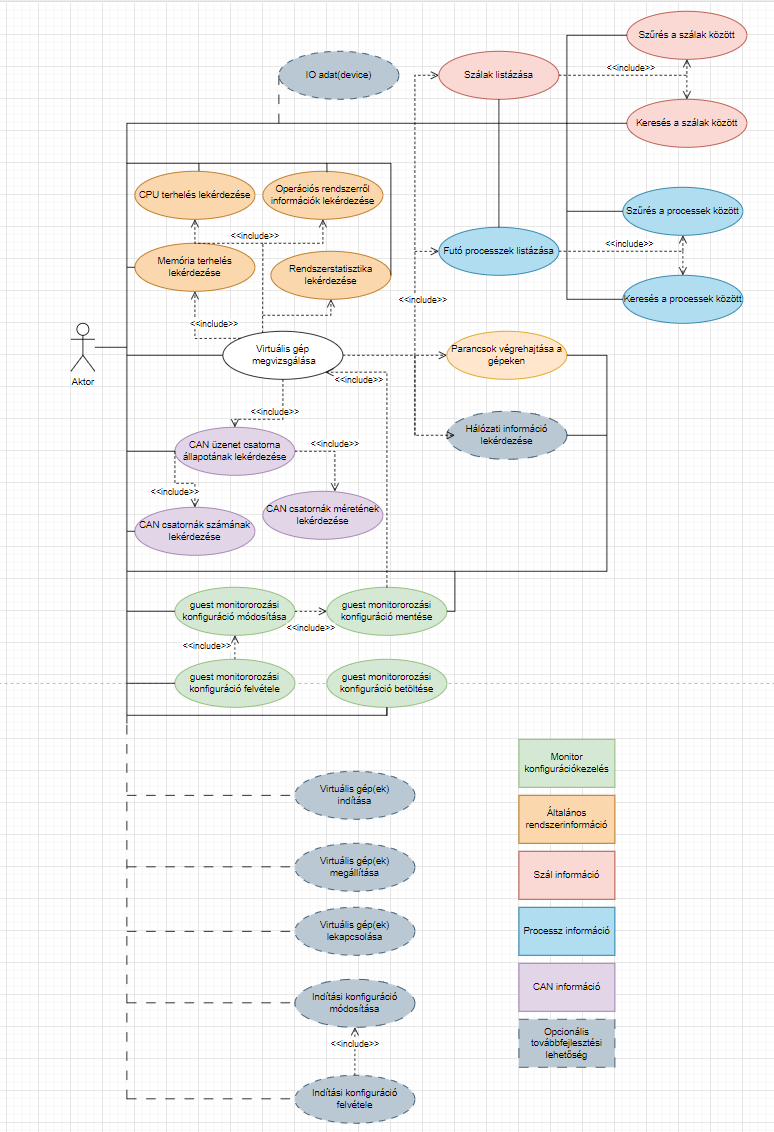 Szűrés a szálak között
IO adat(device)
Szálak listázása
<<include>>
Keresés a szálak között
CPU terhelés lekérdezése
Operációs rendszerről
információk lekérdezése
Szűrés a processek között
<<include>>
<<include>>
Futó processzek listázása
Memória terhelés
lekérdezése
Rendszerstatisztika
lekérdezése
Keresés a processek között
<<include>>
<<include>>
Aktor
Virtuális gép
megvizsgálása
Parancsok végrehajtása a
gépeken
<<include>>
<<include>>
Hálózati információ
lekérdezése
CAN üzenet csatorna
állapotának lekérdezése
<<include>>
<<include>>
CAN csatornák számának
lekérdezése
CAN csatornák méretének
lekérdezése
guest monitororozási
konfiguráció módosítása
guest monitororozási
konfiguráció mentése
<<include>>
<<include>>
guest monitororozási
konfiguráció felvétele
guest monitororozási
konfiguráció betöltése
Virtuális gép(ek)
indítása
Virtuális gép(ek)
megállítása
Virtuális gép(ek)
lekapcsolása
Indítási konfiguráció
módosítása
<<include>>
Indítási konfiguráció
felvétele
Monitor
konfigurációkezelés
Általános
rendszerinformáció
Szál információ
Processz információ
CAN információ
Opcionális
továbbfejlesztési
lehetőség